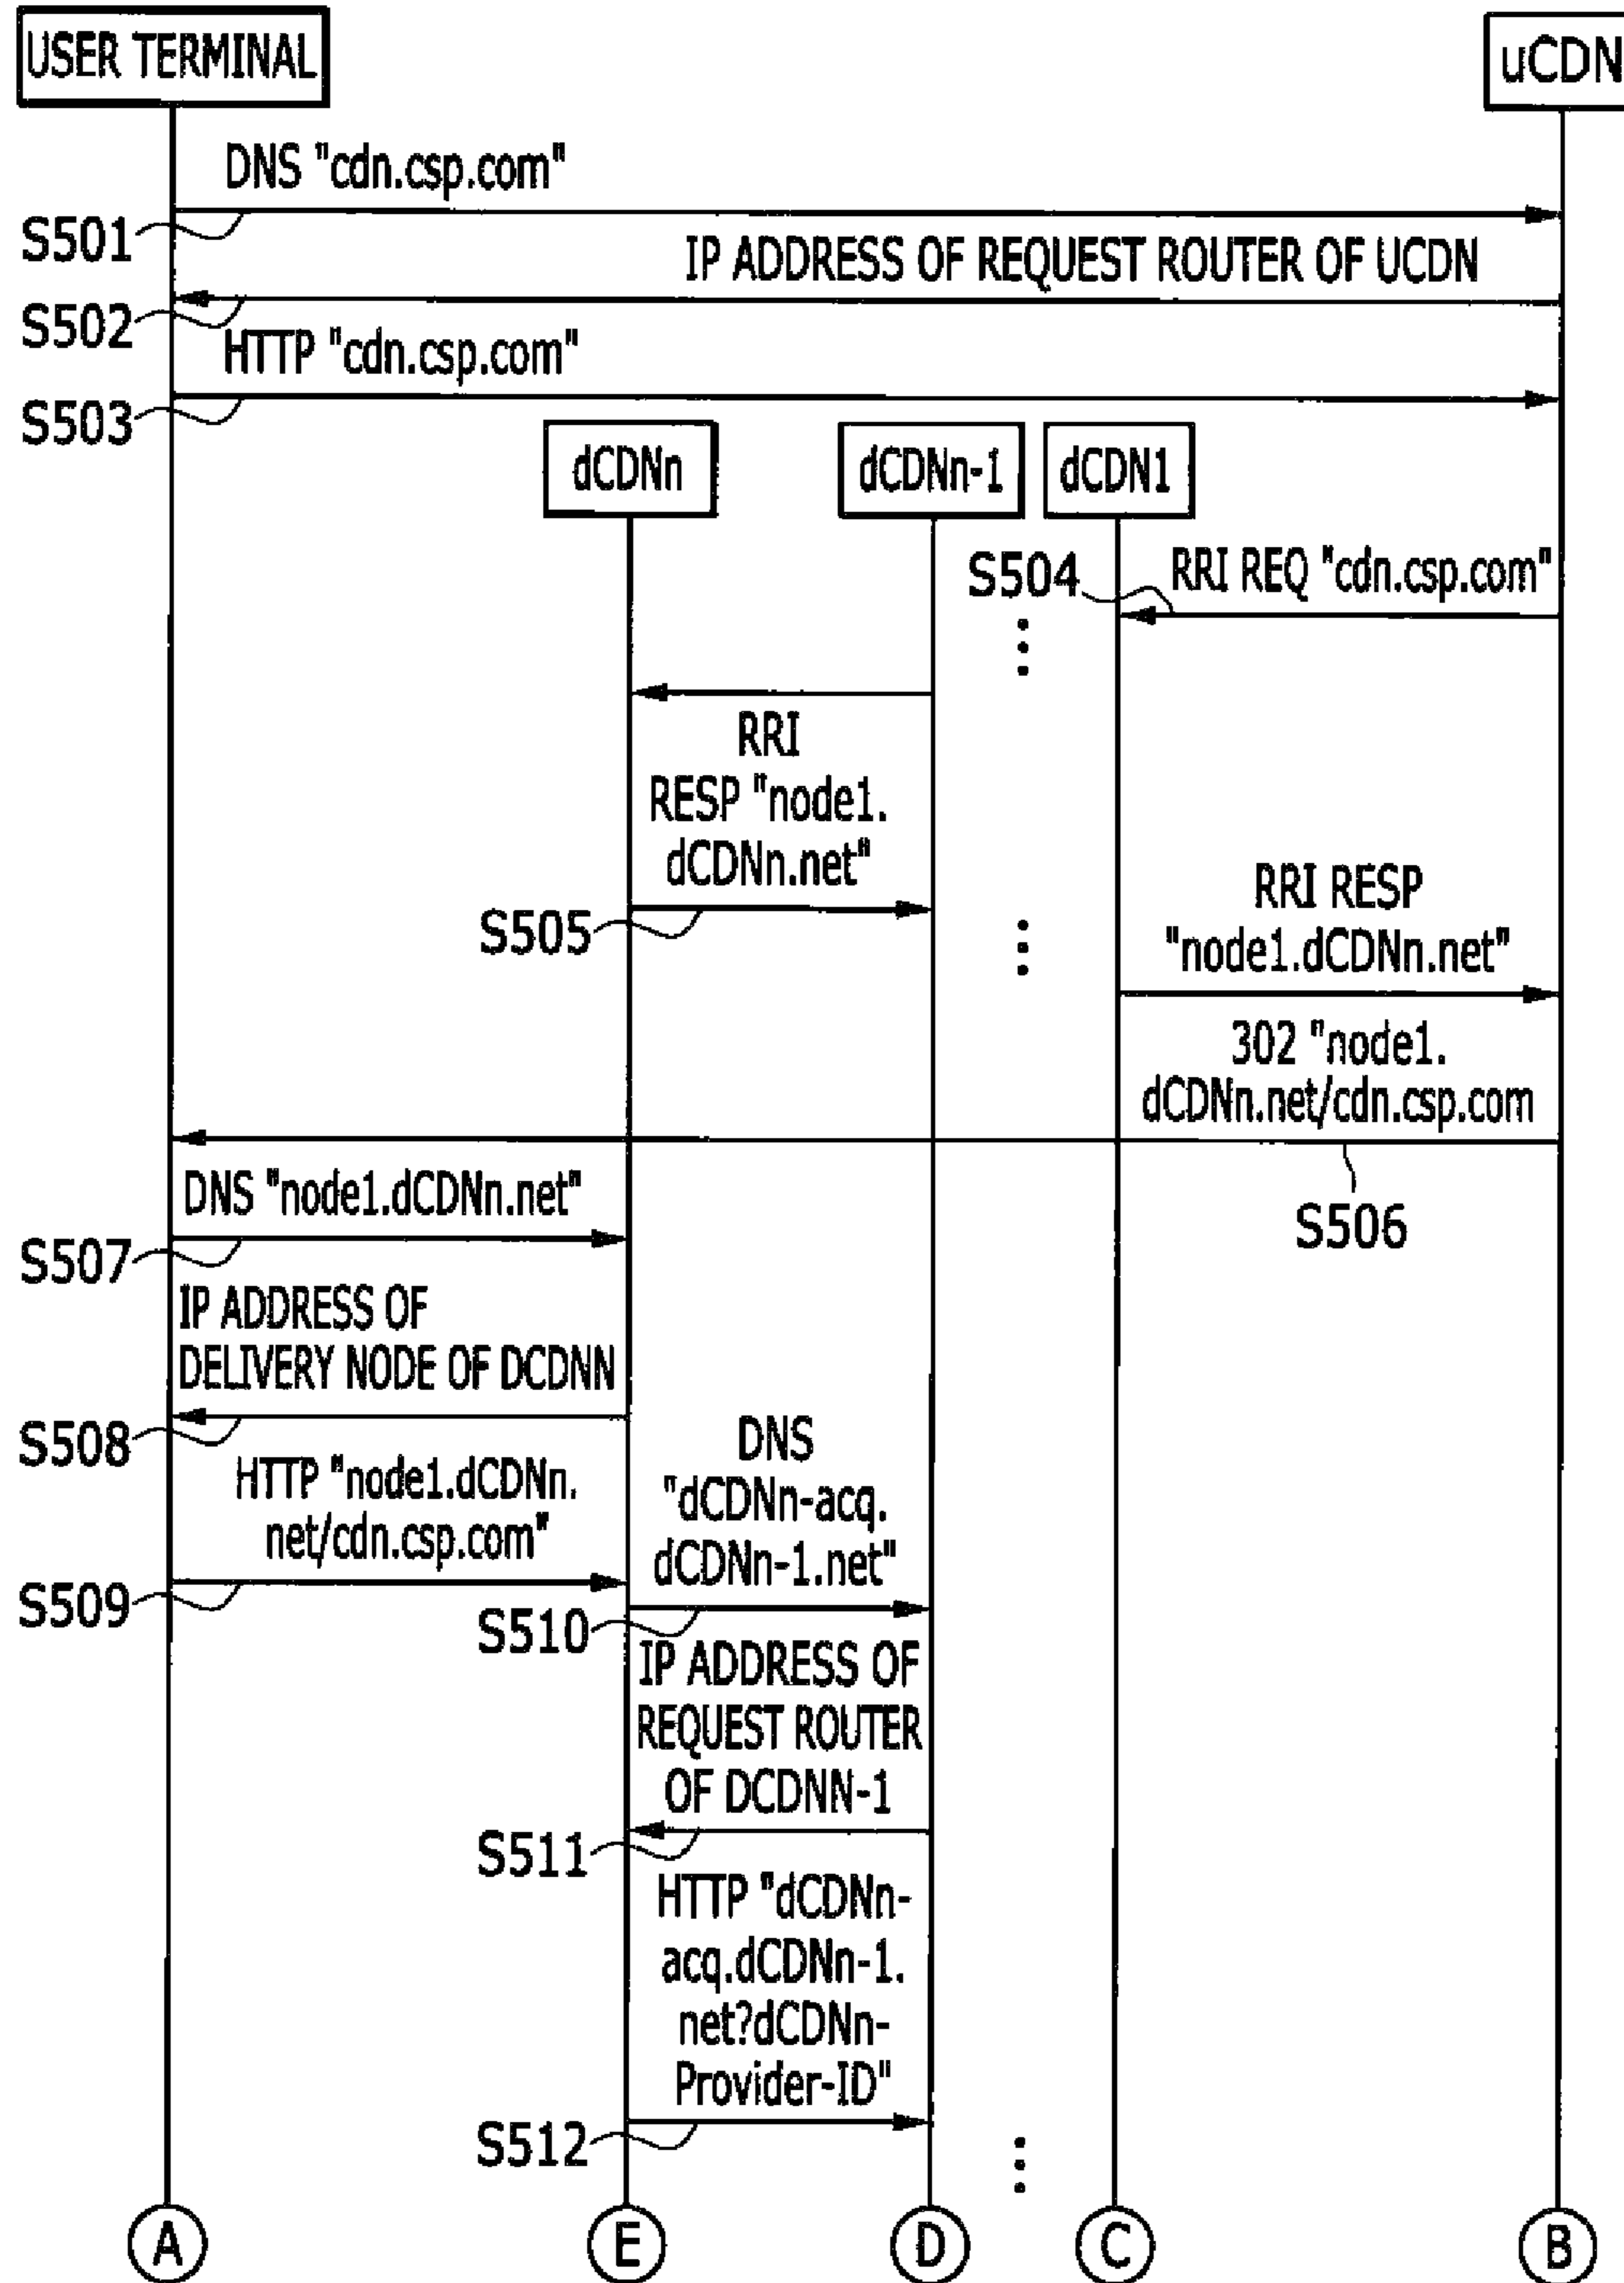 USER TERMINAL
uCDN
DNS "cdn.csp.com"
S501
IP ADDRESS OF REQUEST ROUTER OF UCDN
S502
HTTP "cdn.csp.com"
S503
dCDNn
dCDNn-1
dCDN1
S504
RRI REQ "cdn.csp.com"
RRI
RESP "node1.
dCDNn.net"
S505
RRI RESP
"node1.dCDNn.net"
302 "node1.
dCDNn.net/cdn.csp.com
S506
DNS "node1.dCDNn.net"
S507
IP ADDRESS OF
DELIVERY NODE OF DCDNN
S508
HTTP "node1.dCDNn.
net/cdn.csp.com"
S509
DNS
"dCDNn-acq.
dCDNn-1.net"
S510
IP ADDRESS OF
REQUEST ROUTER
OF DCDNN-1
S511
HTTP "dCDNn-
acq.dCDNn-1.
net?dCDNn-
Provider-ID"
S512
A
E
D
C
B